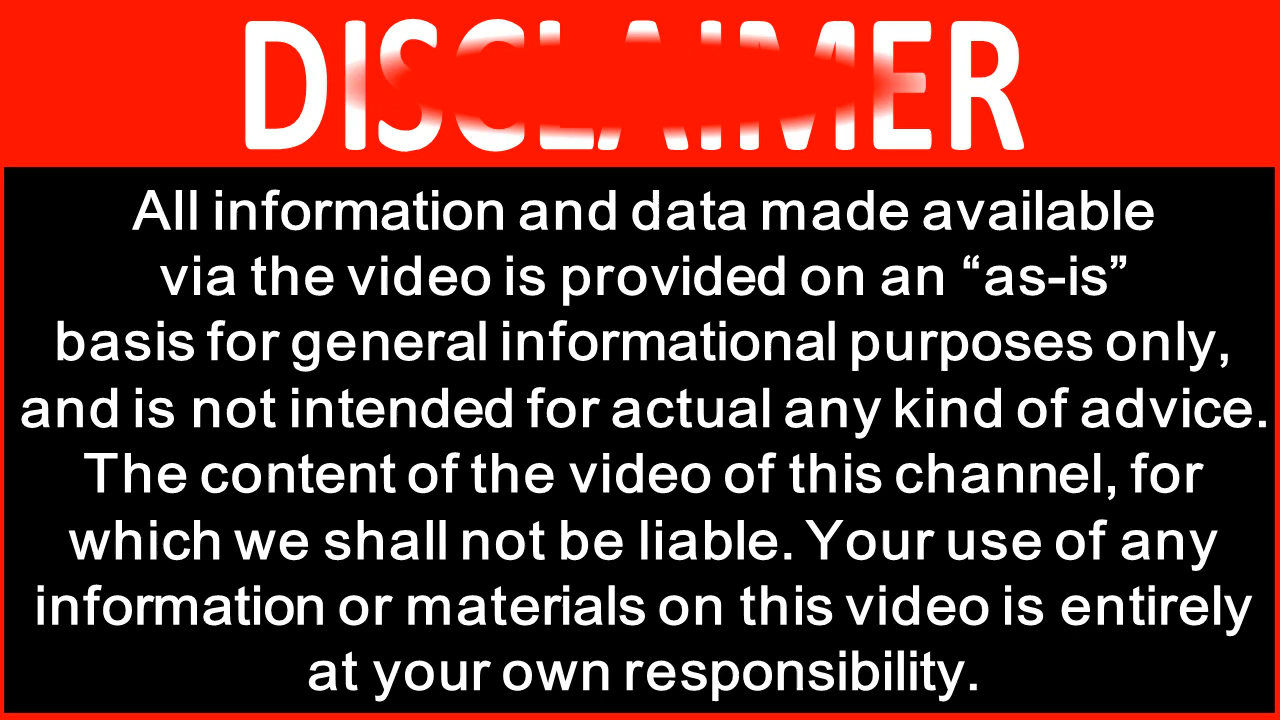 DISCLAIMER
All information and data made available
via the video is provided on an “as-is”
basis for general informational purposes only,
and is not intended for actual any kind of advice.
The content of the video of this channel, for
which we shall not be liable. Your use of any
information or materials on this video is entirely
at your own responsibility.